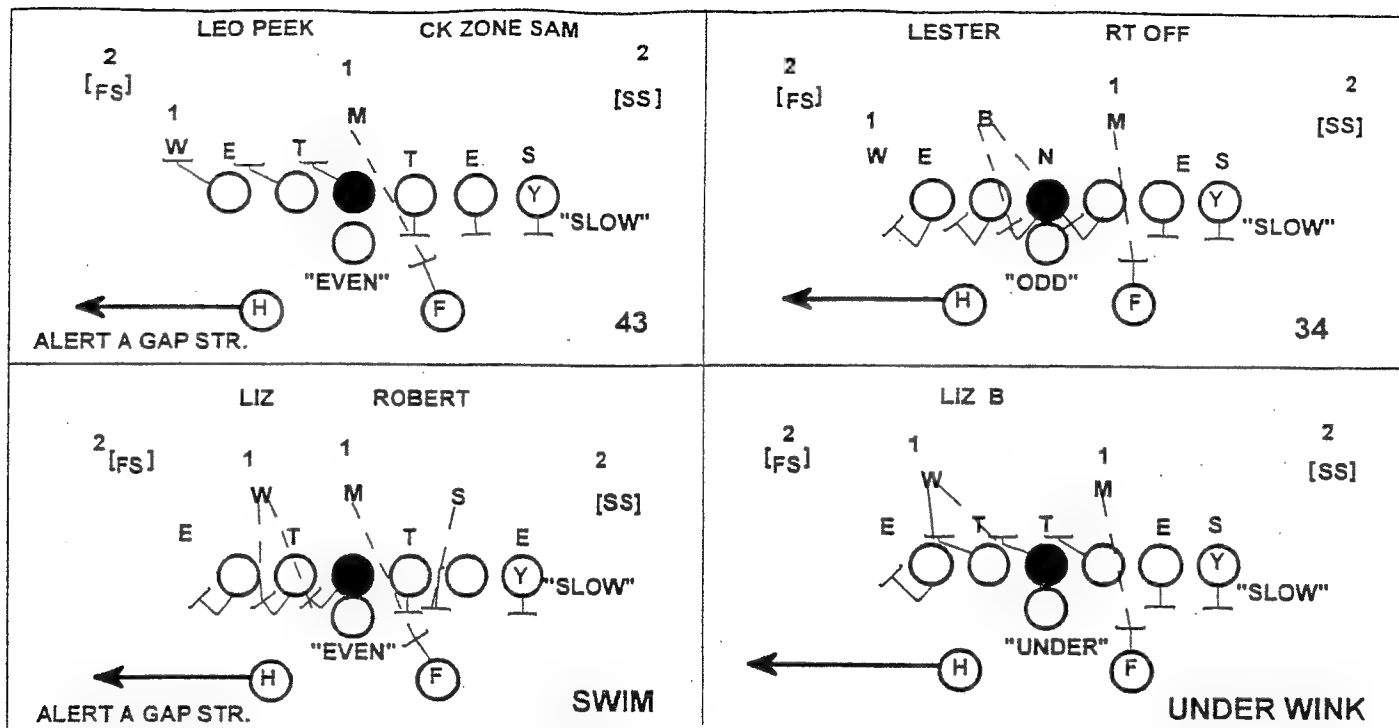 LEO PEEK CK ZONE SAM
2 1 2
[FS] [SS]
1 M
W E T T E S
Y
"SLOW"
"EVEN"
H F 43
ALERT A GAP STR.
LESTER RT OFF
2 1 2
[FS] [SS]
1 B M
W E N E S
Y
"SLOW"
"ODD"
H F 34
LIZ ROBERT
2 1 1 2
[FS] [SS]
W M S
E T T E
Y "SLOW"
"EVEN"
H F
ALERT A GAP STR. SWIM
LIZ B
2 1 1 2
[FS] [SS]
W M
E T T E S
Y "SLOW"
"UNDER"
H F
UNDER WINK